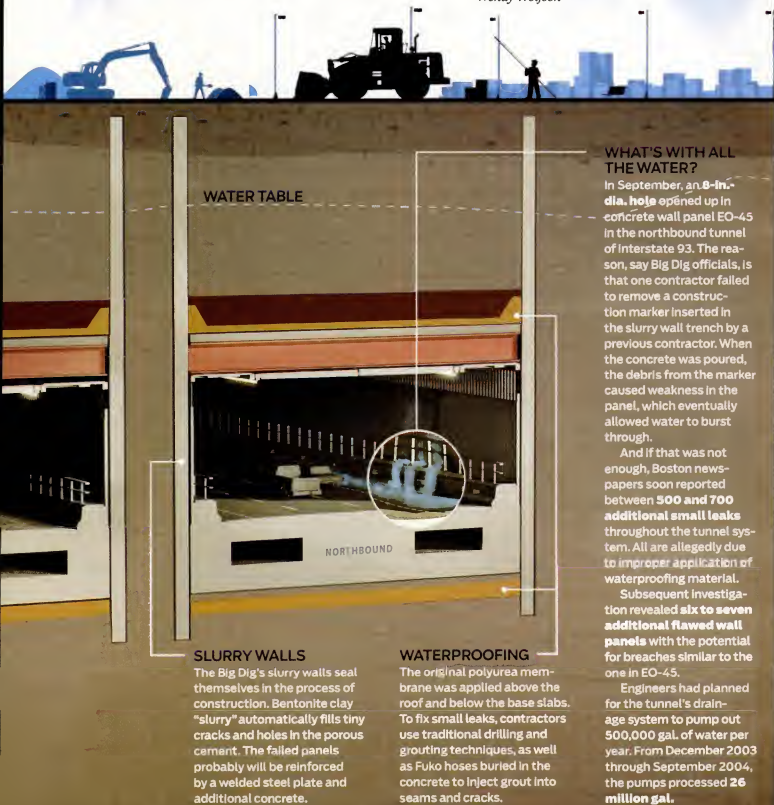 WATER TABLE
NORTHBOUND
SLURRY WALLS
The Big Dig's slurry walls seal
themselves in the process of
construction. Bentonite clay
"slurry" automatically fills tiny
cracks and holes in the porous
cement. The failed panels
probably will be reinforced
by a welded steel plate and
additional concrete.
WATERPROOFING
The original polyurea mem-
brane was applied above the
roof and below the base slabs.
To fix small leaks, contractors
use traditional drilling and
grouting techniques, as well
as Fuko hoses buried in the
concrete to inject grout into
seams and cracks.
WHAT'S WITH ALL
THE WATER?
In September, an 8-in.-
dia. hole opened up in
concrete wall panel EO-45
in the northbound tunnel
of Interstate 93. The rea-
son, say Big Dig officials, is
that one contractor failed
to remove a construc-
tion marker inserted in
the slurry wall trench by a
previous contractor. When
the concrete was poured,
the debris from the marker
caused weakness in the
panel, which eventually
allowed water to burst
through.
And if that was not
enough, Boston news-
papers soon reported
between 500 and 700
additional small leaks
throughout the tunnel sys-
tem. All are allegedly due
to improper application of
waterproofing material.
Subsequent investiga-
tion revealed six to seven
additional flawed wall
panels with the potential
for breaches similar to the
one in EO-45.
Engineers had planned
for the tunnel's drain-
age system to pump out
500,000 gal. of water per
year. From December 2003
through September 2004,
the pumps processed 26
million gal.